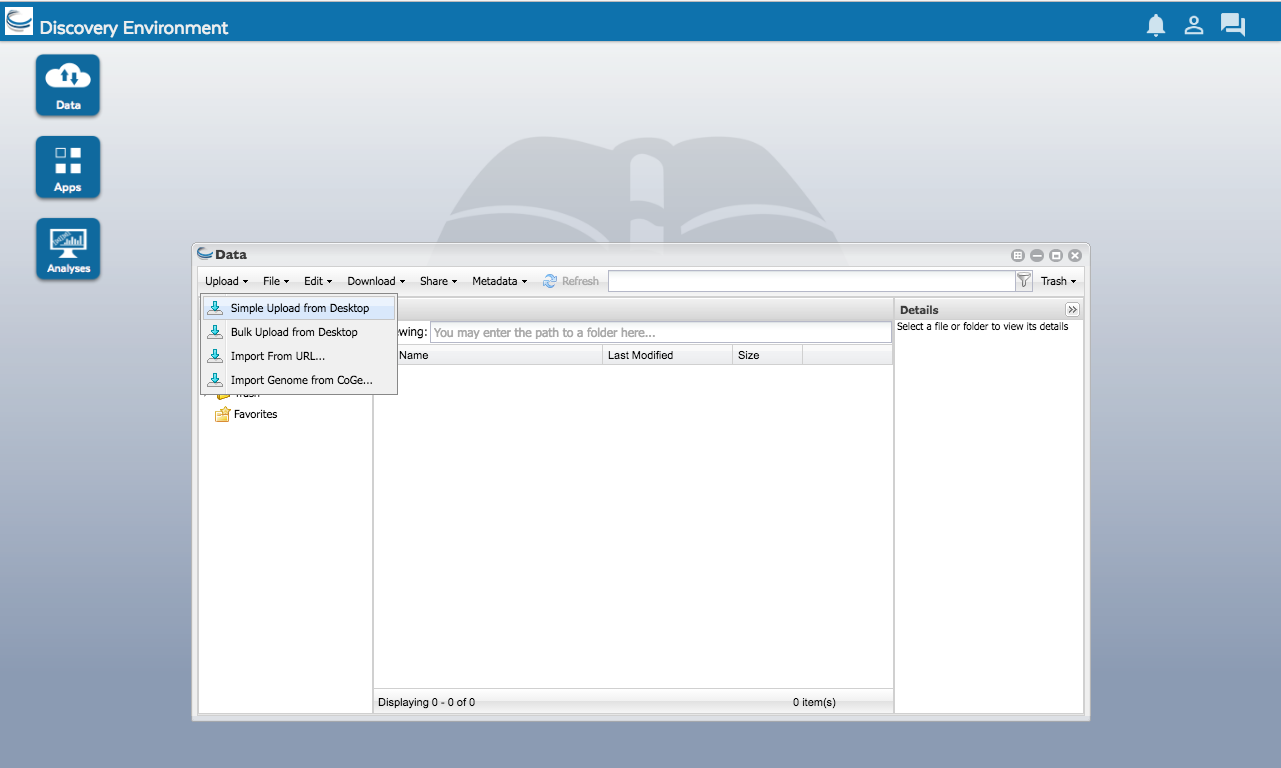 Discovery Environment
Data
Apps
Analyses
Data
Upload File Edit Download Share Metadata Refresh Trash
Simple Upload from Desktop
Bulk Upload from Desktop
Import From URL...
Import Genome from CoGe...
Trash
Favorites
wing: You may enter the path to a folder here...
Name Last Modified Size
Displaying 0 - 0 of 0 0 item(s)
Details
Select a file or folder to view its details